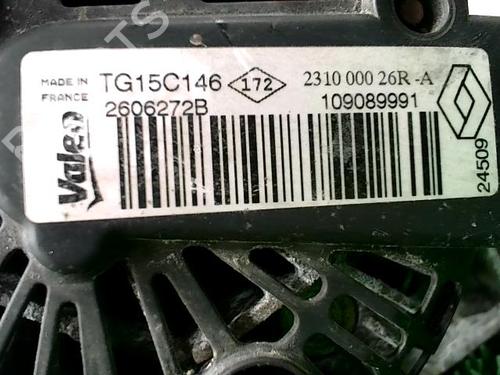 MADE IN
FRANCE
TG15C146
172
2310 000 26R -A
2606272B
109089991
Valeo
24509